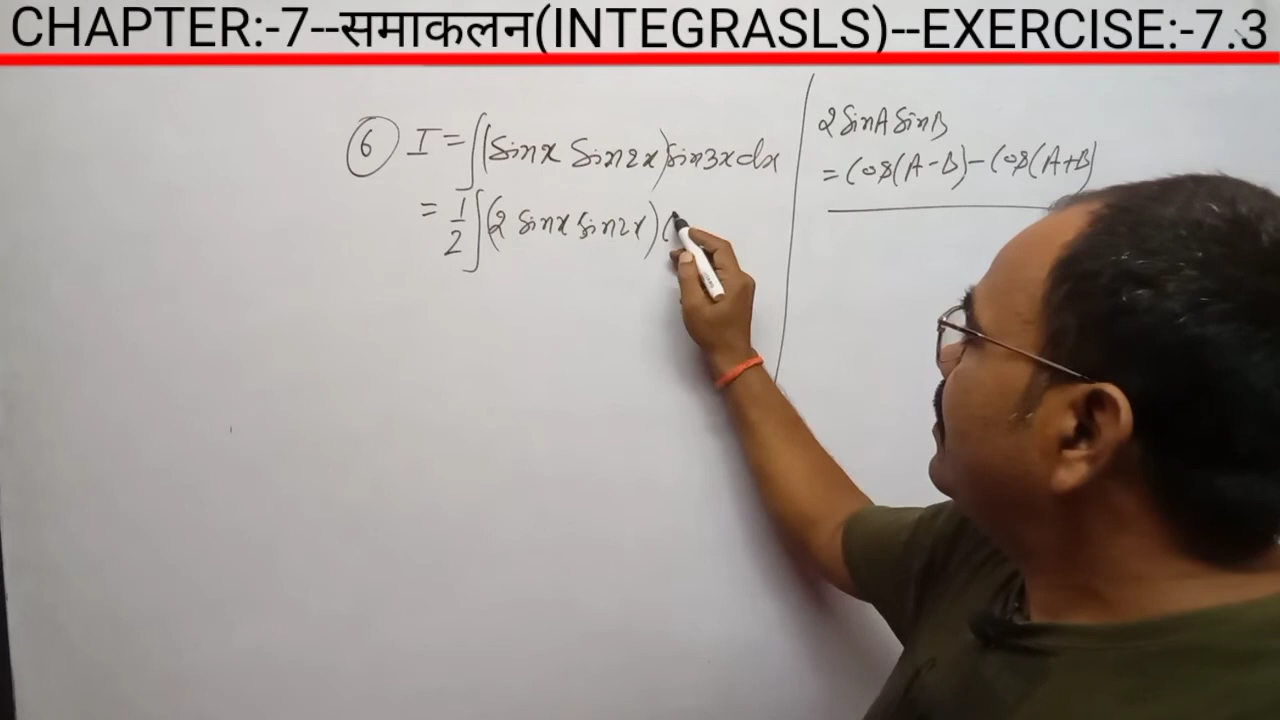 CHAPTER:-7--समाकलन(INTEGRASLS)--EXERCISE:-7.3
6 I = ∫(sinx sin2x)sin3x dx
= 1/2 ∫(2 sinx sin2x)(
2 sinA sinB
= Cos(A-B)-Cos(A+B)